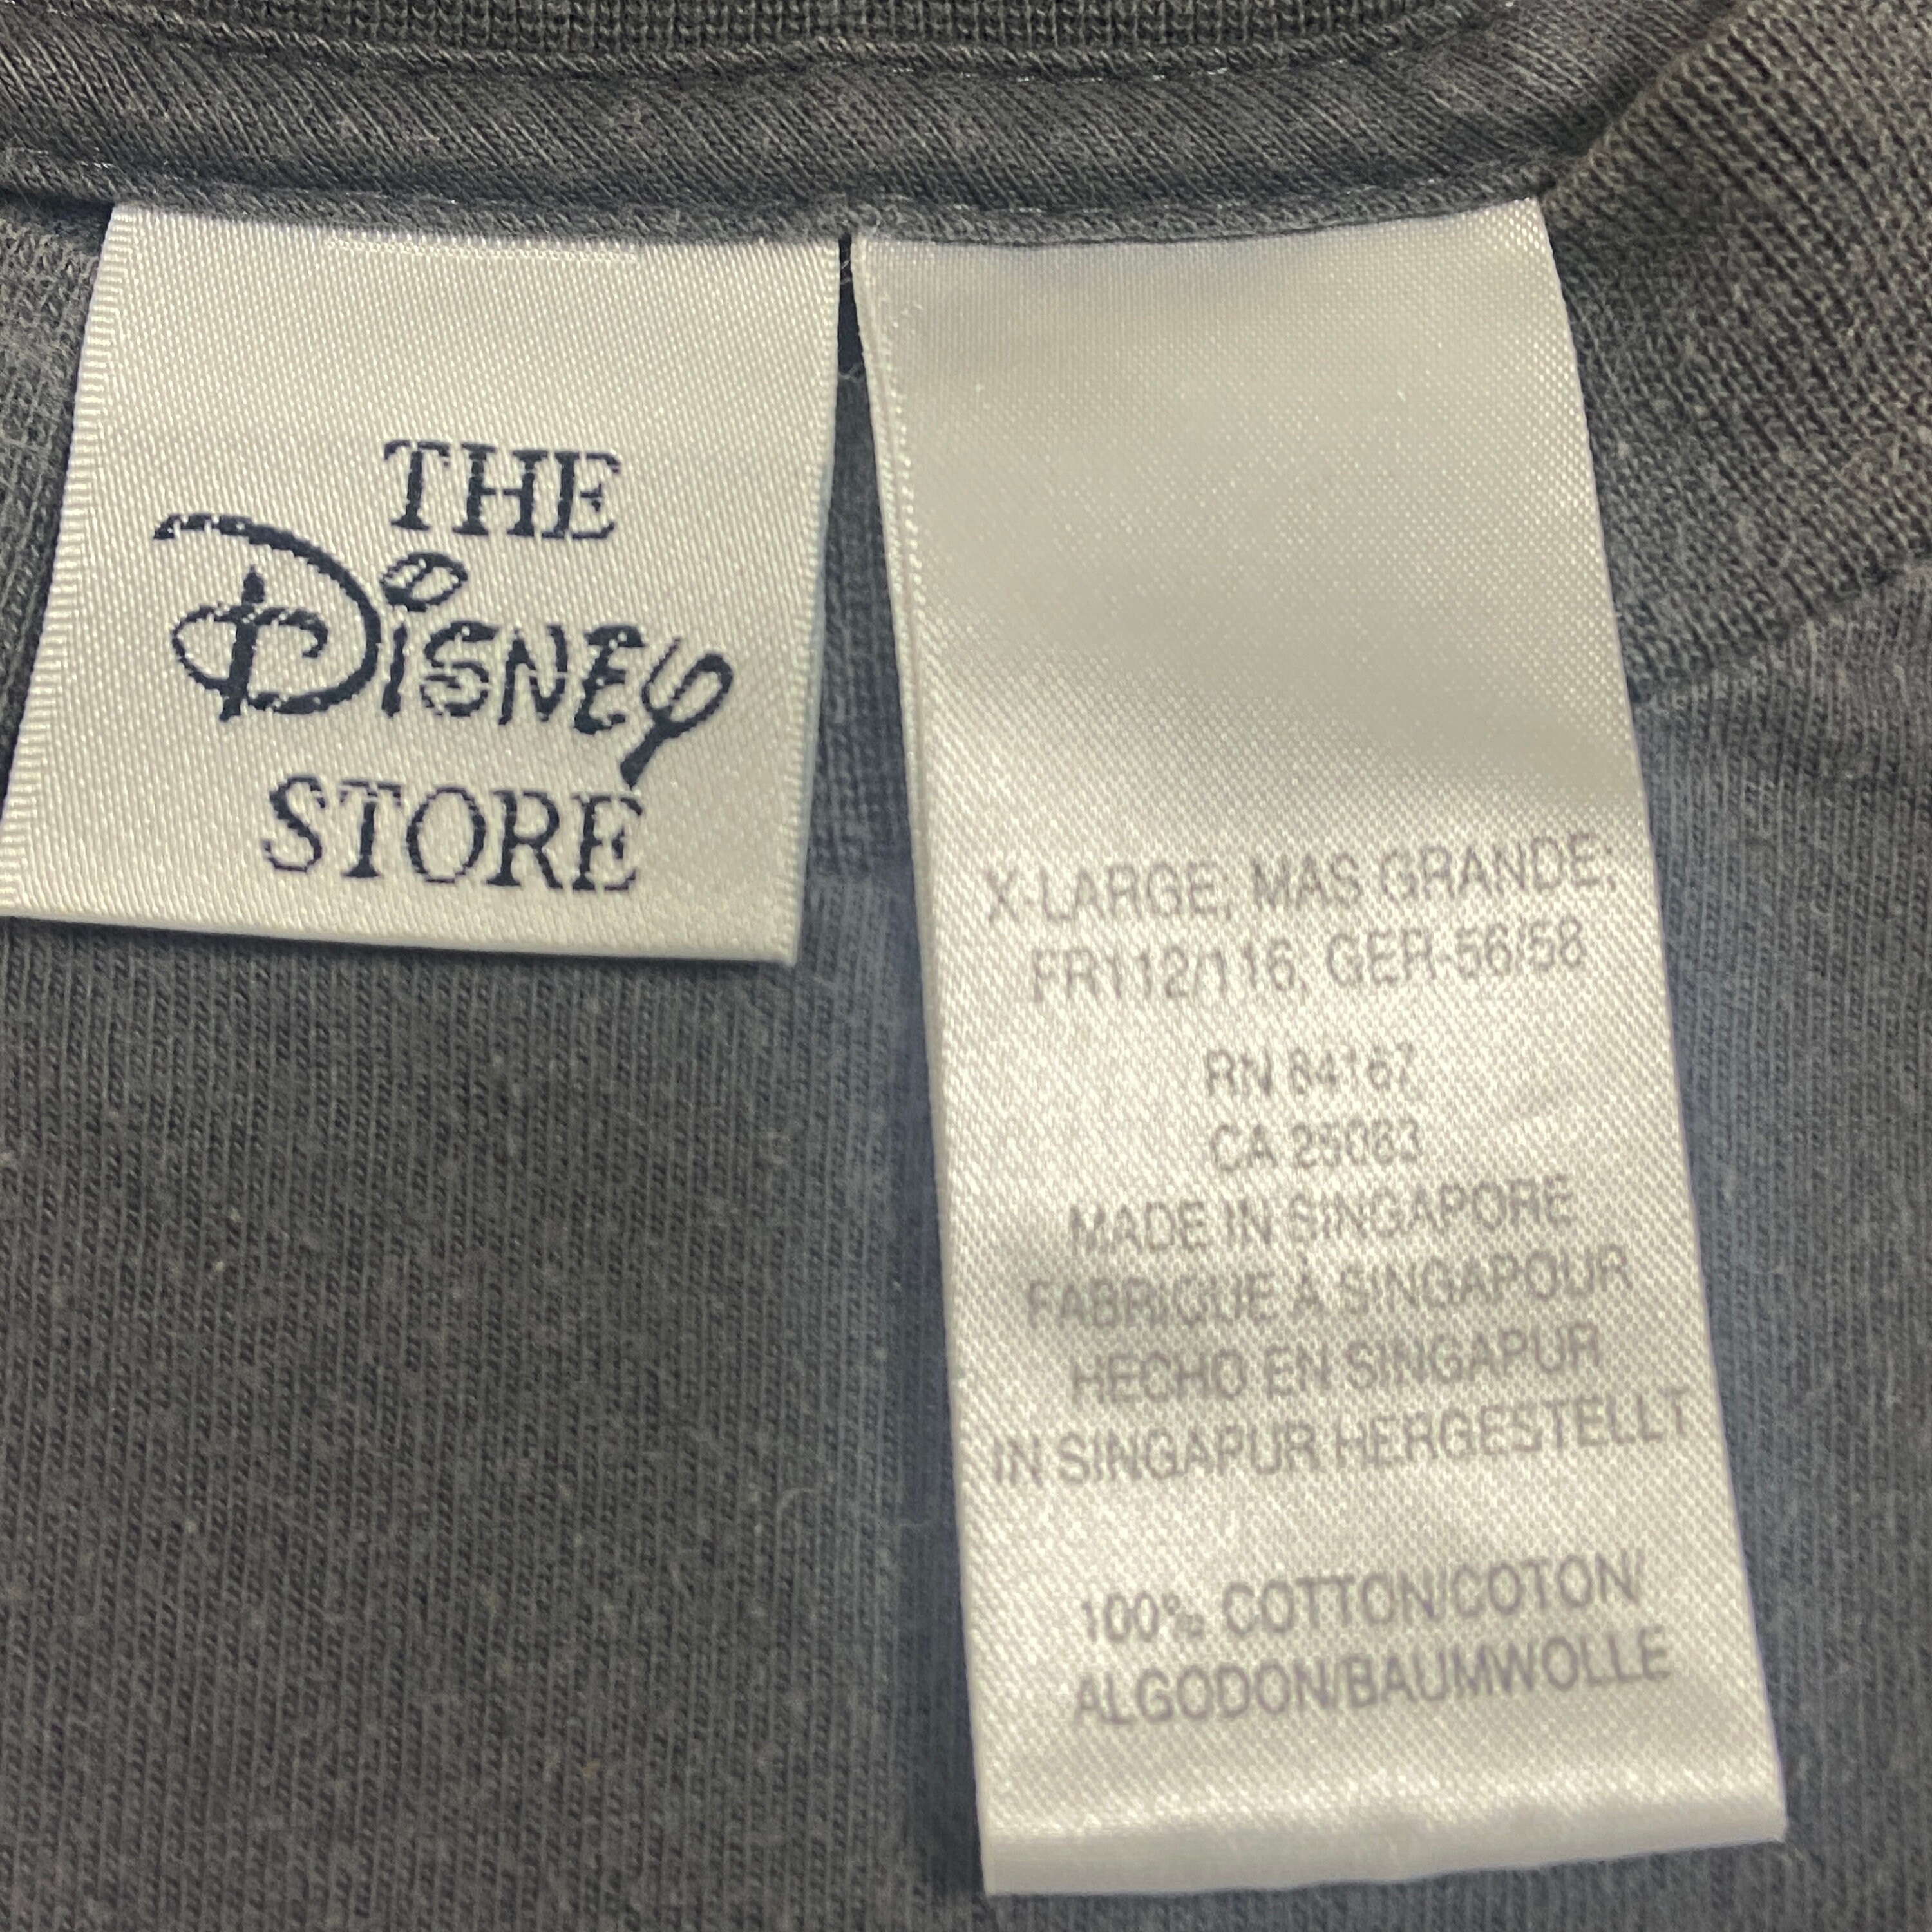 THE
Disney
STORE
X-LARGE, MAS GRANDE,
FR112/116, GER-56/58
RN 84167
CA 25083
MADE IN SINGAPORE
FABRIQUE À SINGAPOUR
HECHO EN SINGAPUR
IN SINGAPUR HERGESTELLT
100% COTTON/COTON/
ALGODON/BAUMWOLLE